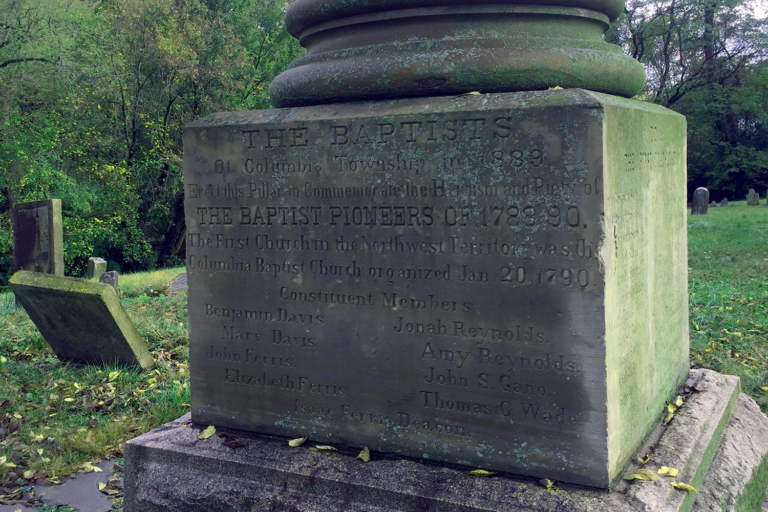 THE BAPTISTS.
Of Columbia Township in 1889.
Erect this Pillar to Commemorate the Heroism and Piety of
THE BAPTIST PIONEERS OF 1788-90.
The First Church in the Northwest Territory was the
Columbia Baptist Church organized Jan. 20. 1790.
Constituent Members
Benjamin Davis Jonah Reynolds.
Mary Davis. Amy Reynolds.
John Ferris John S. Gano.
Elizabeth Ferris Thomas C. Wade.
Isaac Ferris Deacon.